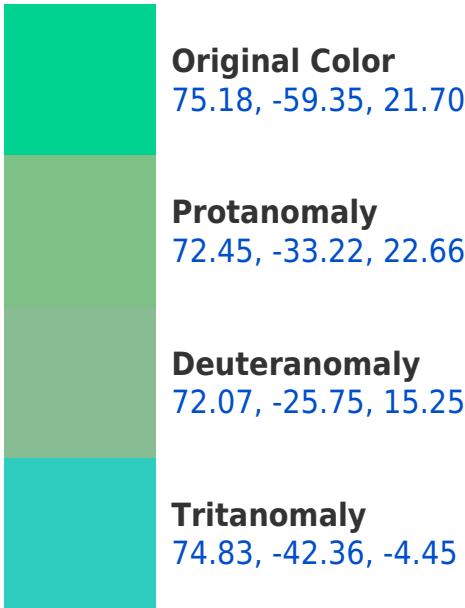 Original Color
75.18, -59.35, 21.70
Protanomaly
72.45, -33.22, 22.66
Deuteranomaly
72.07, -25.75, 15.25
Tritanomaly
74.83, -42.36, -4.45